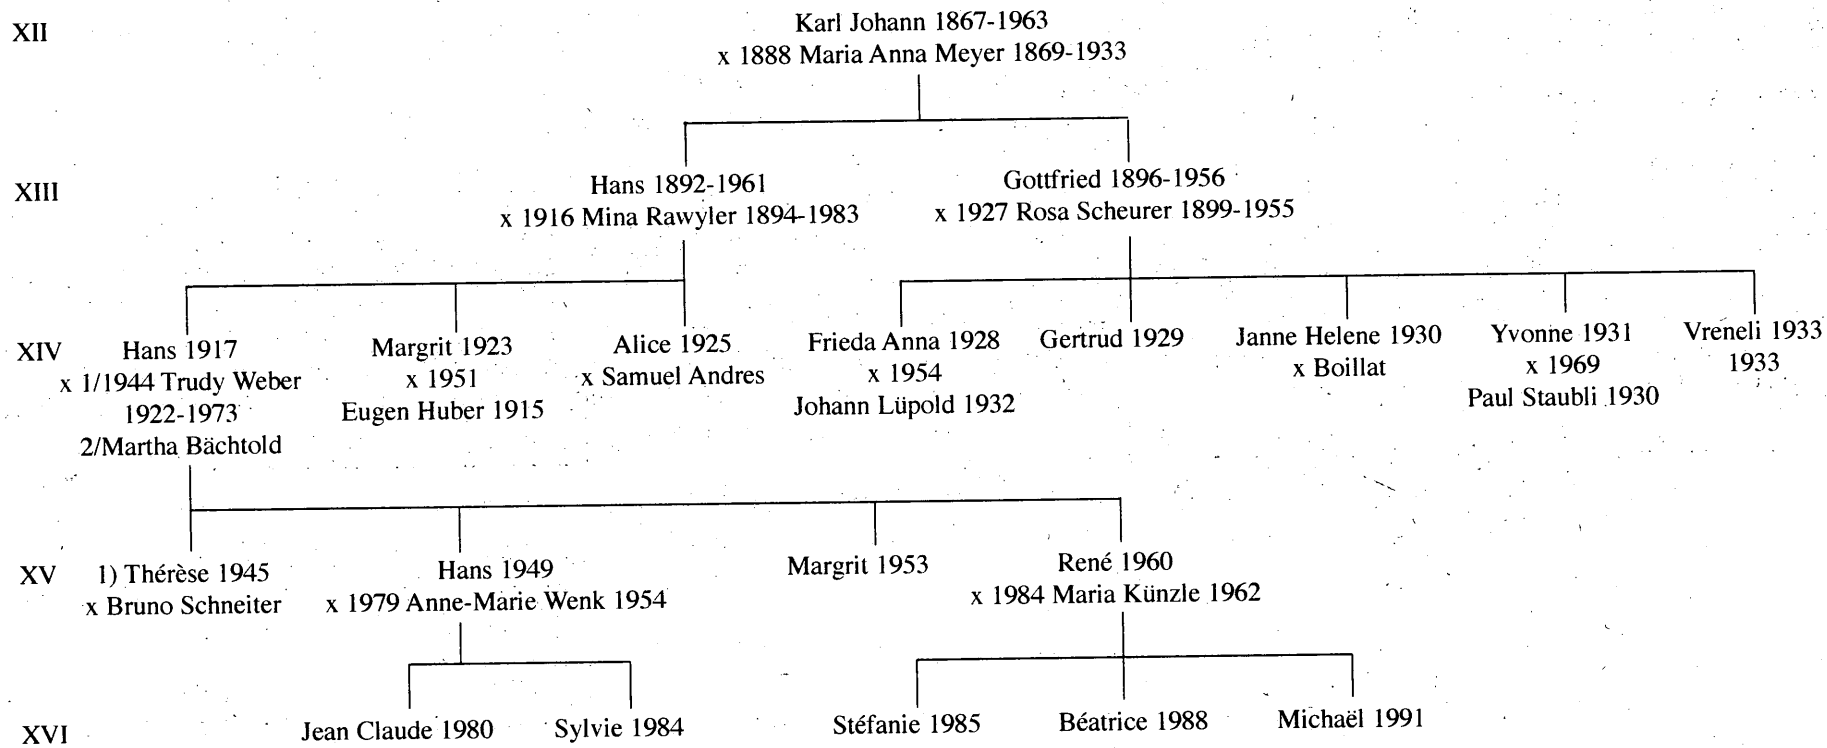 XII
Karl Johann 1867-1963
x 1888 Maria Anna Meyer 1869-1933
XIII
Hans 1892-1961
x 1916 Mina Rawyler 1894-1983
Gottfried 1896-1956
x 1927 Rosa Scheurer 1899-1955
XIV
Hans 1917
x 1/1944 Trudy Weber
1922-1973
2/Martha Bächtold
Margrit 1923
x 1951
Eugen Huber 1915
Alice 1925
x Samuel Andres
Frieda Anna 1928
x 1954
Johann Lüpold 1932
Gertrud 1929
Janne Helene 1930
x Boillat
Yvonne 1931
x 1969
Paul Staubli 1930
Vreneli 1933
1933
XV
1) Thérèse 1945
x Bruno Schneiter
Hans 1949
x 1979 Anne-Marie Wenk 1954
Margrit 1953
René 1960
x 1984 Maria Künzle 1962
XVI
Jean Claude 1980
Sylvie 1984
Stéfanie 1985
Béatrice 1988
Michaël 1991